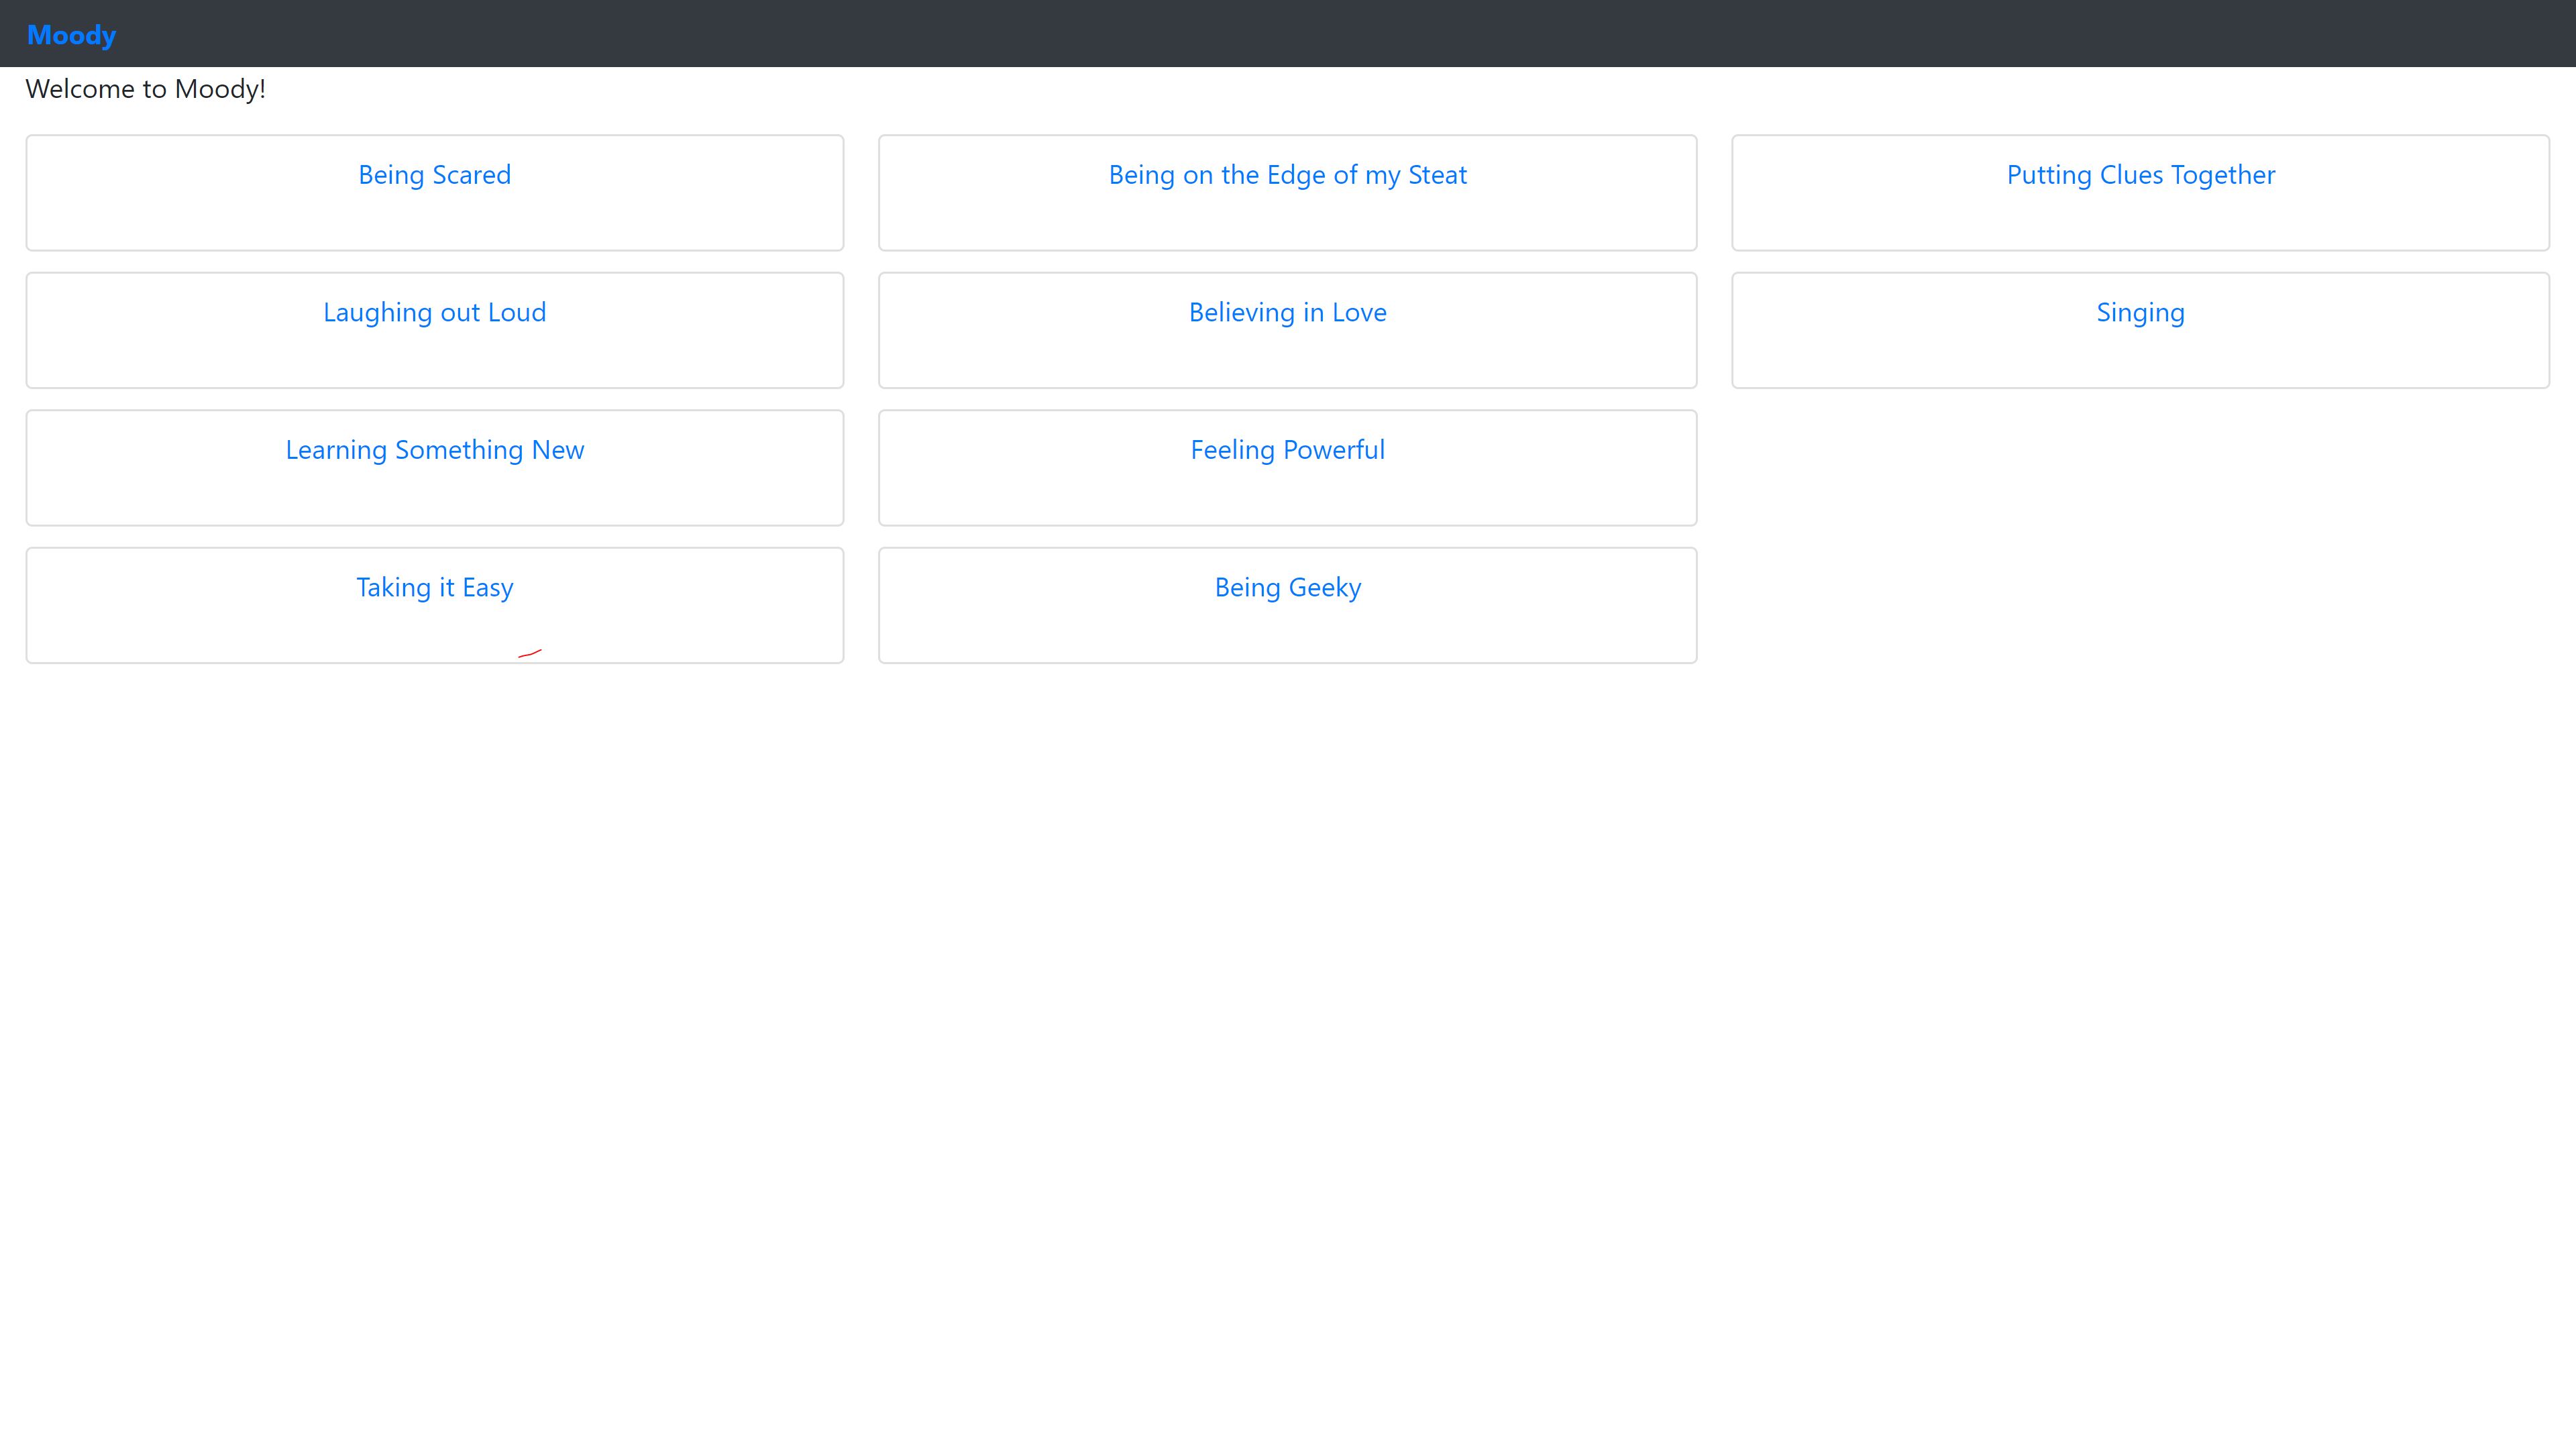 Moody
Welcome to Moody!
Being Scared
Being on the Edge of my Steat
Putting Clues Together
Laughing out Loud
Believing in Love
Singing
Learning Something New
Feeling Powerful
Taking it Easy
Being Geeky